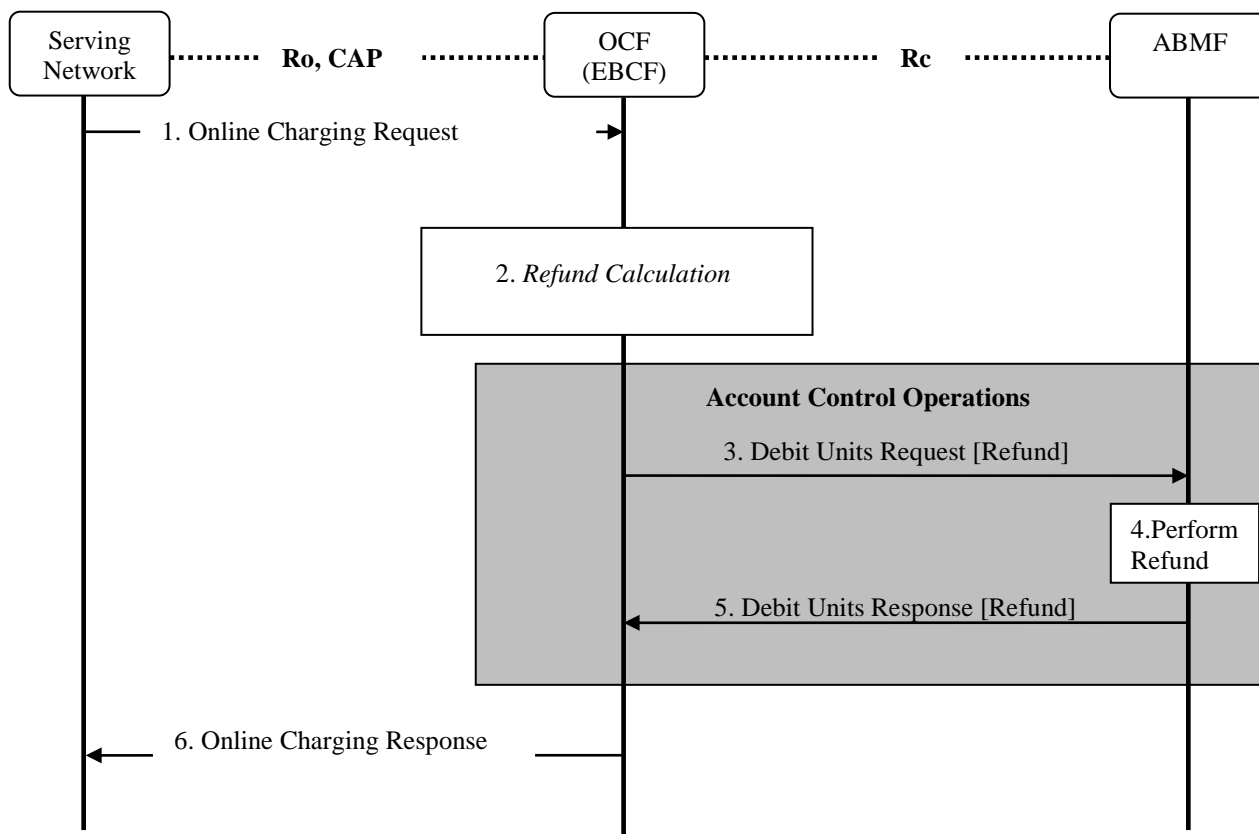 Serving
Network
Ro, CAP
OCF
(EBCF)
Rc
ABMF
1. Online Charging Request
2. Refund Calculation
Account Control Operations
3. Debit Units Request [Refund]
4.Perform
Refund
5. Debit Units Response [Refund]
6. Online Charging Response